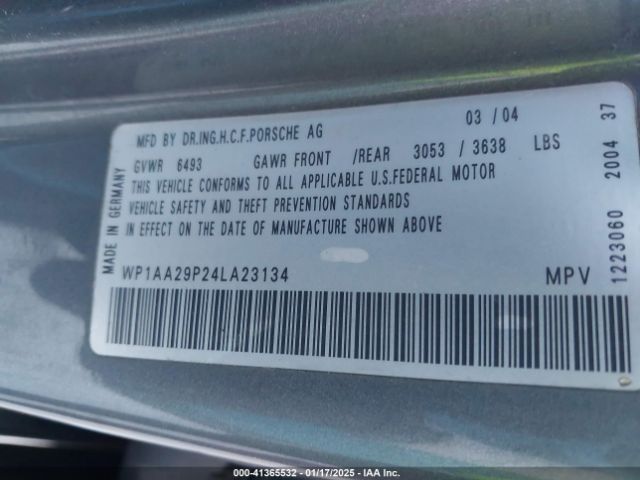 MFD BY DR.ING.H.C.F.PORSCHE AG 03 / 04
GVWR 6493 GAWR FRONT /REAR 3053 / 3638 LBS
THIS VEHICLE CONFORMS TO ALL APPLICABLE U.S.FEDERAL MOTOR
VEHICLE SAFETY AND THEFT PREVENTION STANDARDS
IN EFFECT ON THE DATE OF MANUFACTURE SHOWN ABOVE
WP1AA29P24LA23134 MPV
MADE IN GERMANY
1223060 2004 37
000-41365532 - 01/17/2025 - IAA Inc.